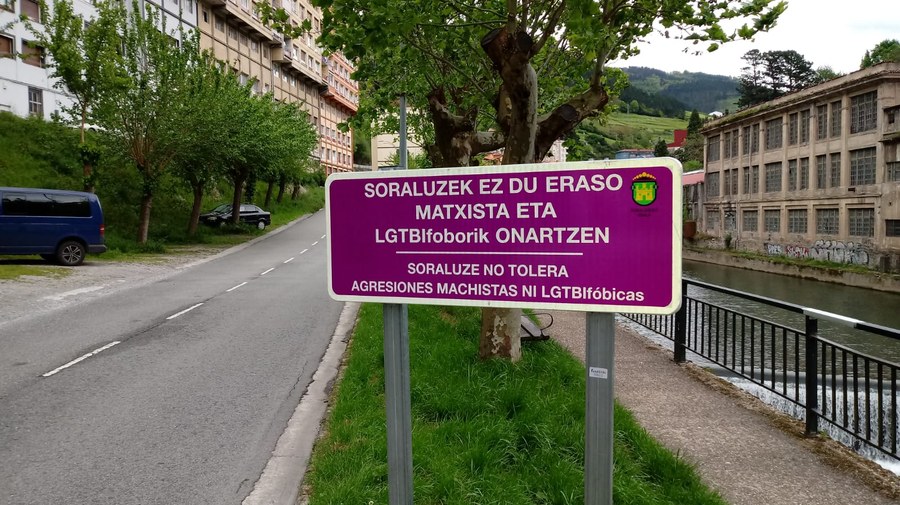 SORALUZEK EZ DU ERASO
MATXISTA ETA
LGTBIfoborik ONARTZEN
SORALUZE NO TOLERA
AGRESIONES MACHISTAS NI LGTBIfóbicas